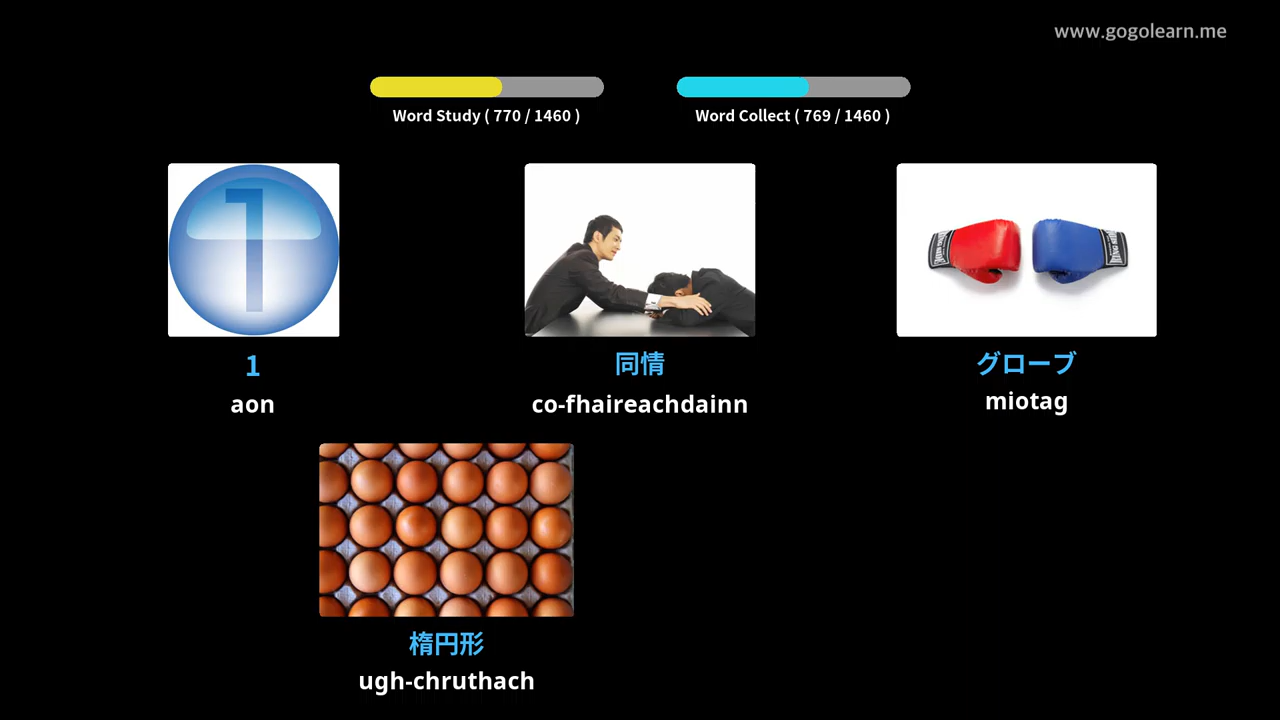 www.gogolearn.me
Word Study ( 770 / 1460 )
Word Collect ( 769 / 1460 )
1
1
aon
同情
co-fhaireachdainn
グローブ
miotag
楕円形
ugh-chruthach